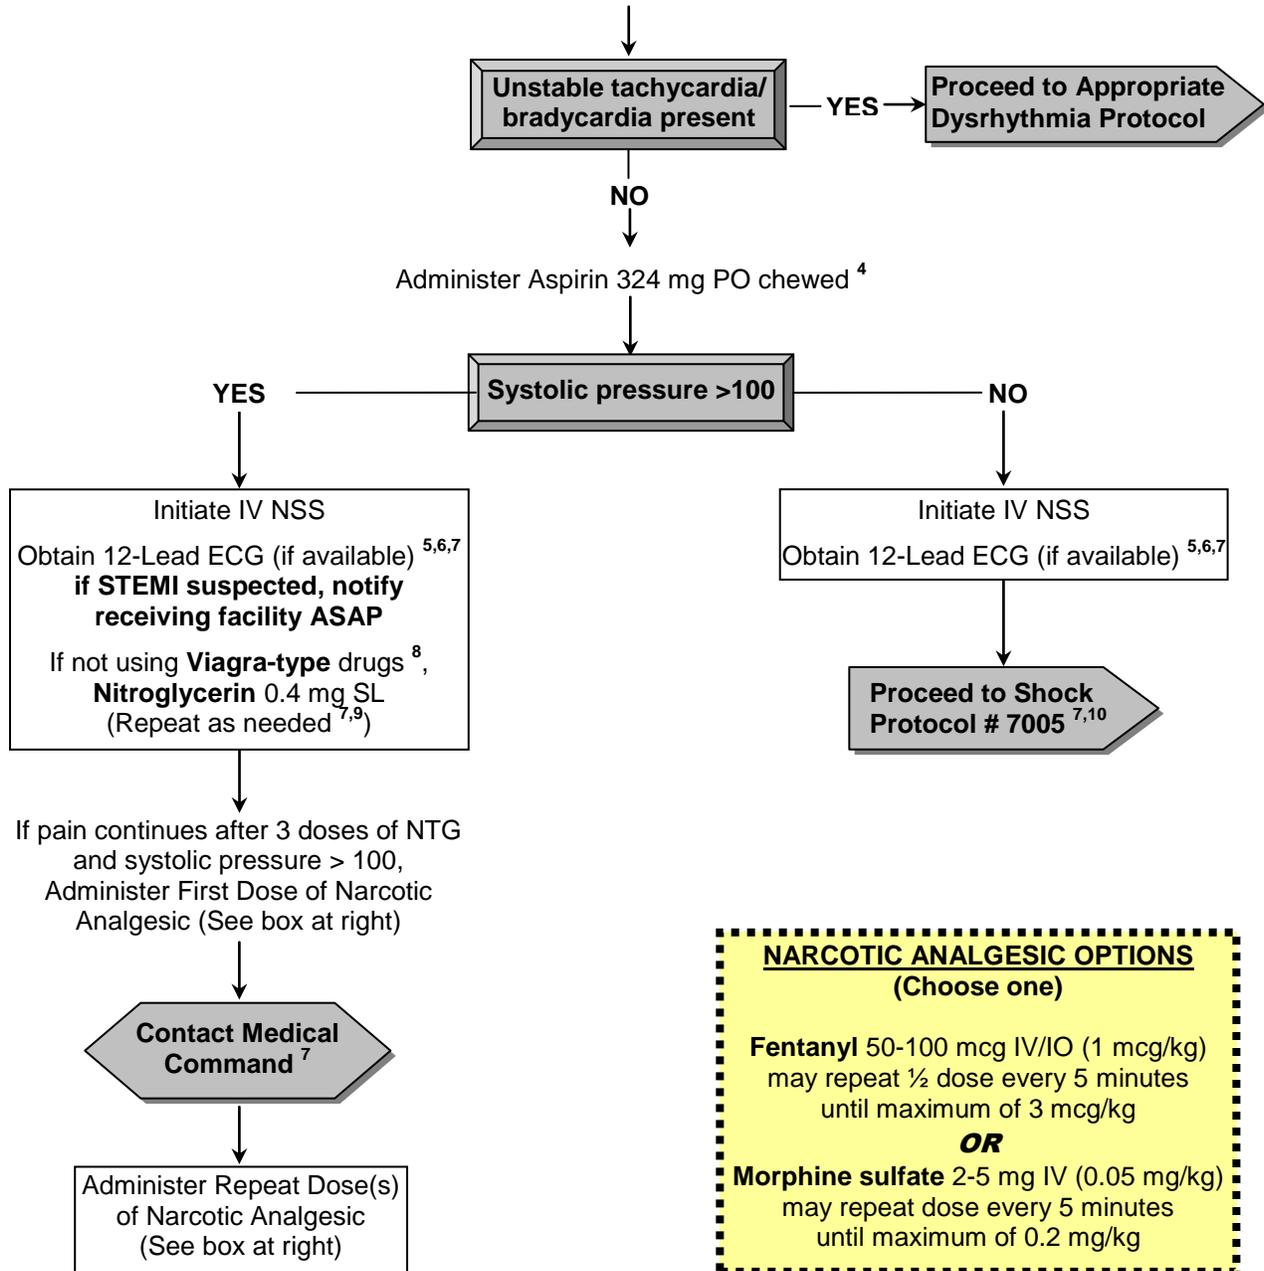 Unstable tachycardia/
bradycardia present
YES
Proceed to Appropriate
Dysrhythmia Protocol
NO
Administer Aspirin 324 mg PO chewed 4
Systolic pressure >100
YES
NO
Initiate IV NSS
Obtain 12-Lead ECG (if available) 5,6,7
if STEMI suspected, notify
receiving facility ASAP
If not using Viagra-type drugs 8,
Nitroglycerin 0.4 mg SL
(Repeat as needed 7,9)
Initiate IV NSS
Obtain 12-Lead ECG (if available) 5,6,7
Proceed to Shock
Protocol # 7005 7,10
If pain continues after 3 doses of NTG
and systolic pressure > 100,
Administer First Dose of Narcotic
Analgesic (See box at right)
Contact Medical
Command 7
Administer Repeat Dose(s)
of Narcotic Analgesic
(See box at right)
NARCOTIC ANALGESIC OPTIONS
(Choose one)
Fentanyl 50-100 mcg IV/IO (1 mcg/kg)
may repeat ½ dose every 5 minutes
until maximum of 3 mcg/kg
OR
Morphine sulfate 2-5 mg IV (0.05 mg/kg)
may repeat dose every 5 minutes
until maximum of 0.2 mg/kg